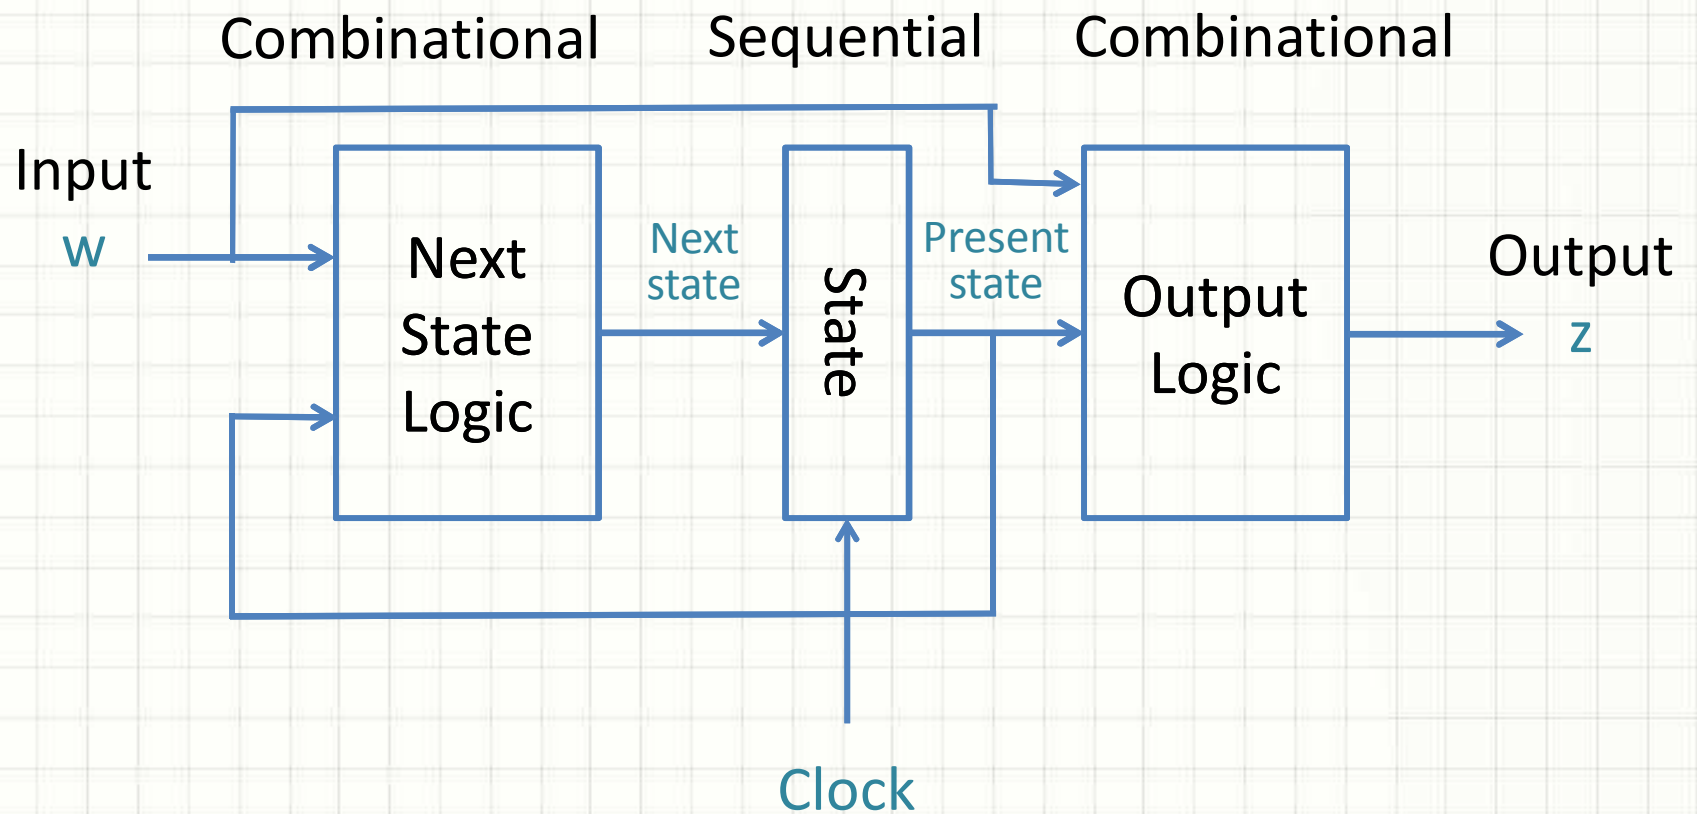 Combinational
Sequential
Combinational
Input
w
Next
State
Logic
Next
state
State
Present
state
Output
Logic
Output
z
Clock